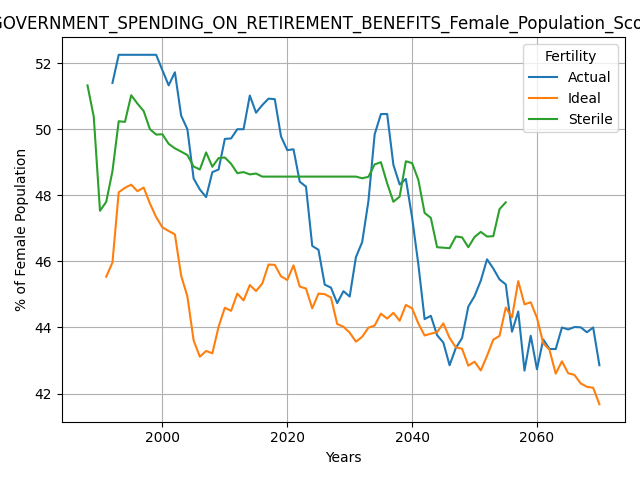 GOVERNMENT_SPENDING_ON_RETIREMENT_BENEFITS_Female_Population_Sco
Fertility
Actual
Ideal
Sterile
% of Female Population
52
50
48
46
44
42
2000
2020
2040
2060
Years